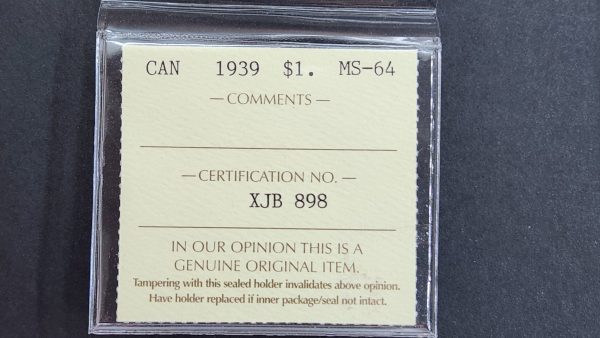 CAN 1939 $1. MS-64
— COMMENTS —
— CERTIFICATION NO. —
XJB 898
IN OUR OPINION THIS IS A
GENUINE ORIGINAL ITEM.
Tampering with this sealed holder invalidates above opinion.
Have holder replaced if inner package/seal not intact.